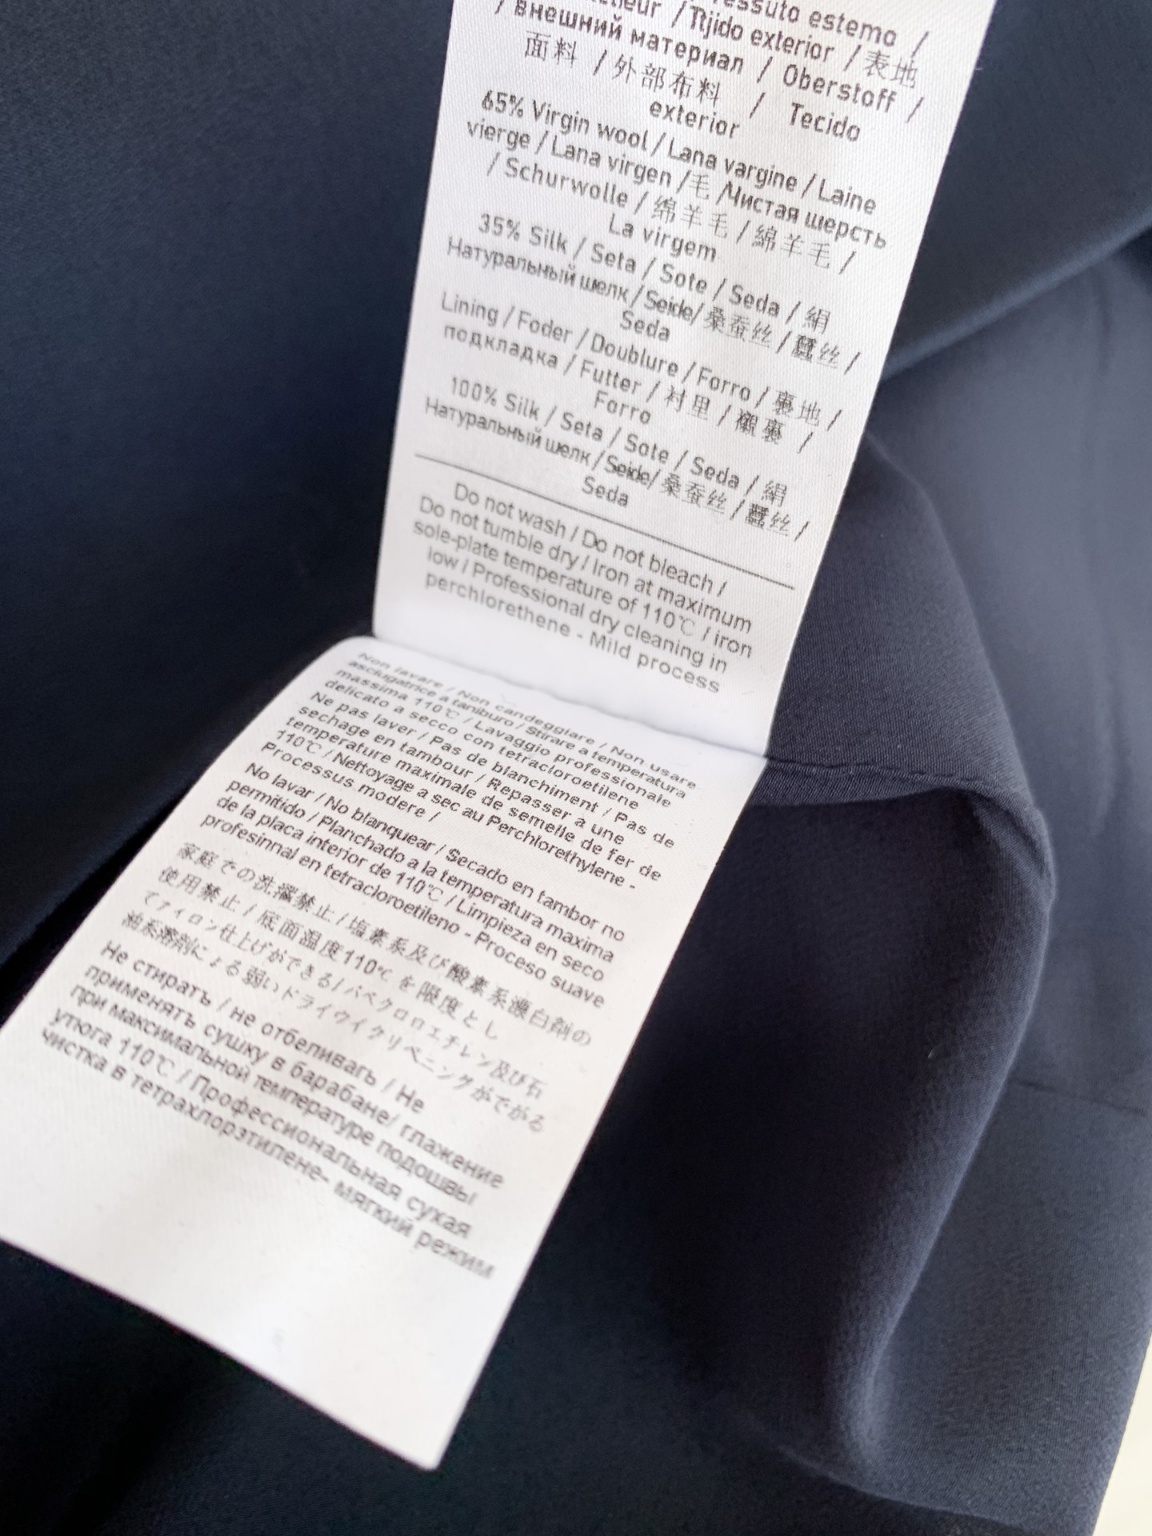 Tessuto esterno /
/ Ttjido exterior / 表地
/ внешний материал / Oberstoff /
面料 / 外部布料 / Tecido
exterior
65% Virgin wool / Lana vargine / Laine
vierge / Lana virgen / 毛 / Чистая шерсть
/ Schurwolle / 绵羊毛 / 綿羊毛 /
La virgem
35% Silk / Seta / Sote / Seda / 絹
Натуральный шелк / Seide/ 桑蚕丝 / 蠶丝 /
Seda
Lining / Foder / Doublure / Forro / 裏地 /
подкладка / Futter / 衬里 / 襯裏 /
Forro
100% Silk / Seta / Sote / Seda / 絹
Натуральный шелк / Seide/ 桑蚕丝 / 蠶丝 /
Seda
Do not wash / Do not bleach /
Do not tumble dry / Iron at maximum
sole-plate temperature of 110℃ / iron
low / Professional dry cleaning in
perchlorethene - Mild process
Non lavare / Non candeggiare / Non usare
asciugatrice a tamburo / Stirare a temperatura
massima 110℃ / Lavaggio professionale
delicato a secco con tetracloroetilene
Ne pas laver / Pas de blanchiment / Pas de
sechage en tambour / Repasser a une
temperature maximale de semelle de fer de
110℃ / Nettoyage a sec au Perchlorethylene -
Processus modere /
No lavar / No blanquear / Secado en tambor no
permitido / Planchado a la temperatura maxima
de la placa interior de 110℃ / Limpieza en seco
profesinnal en tetracloroetileno - Proceso suave
家庭での洗濯禁止 / 塩素系及び酸素系漂白剤の
使用禁止 / 底面温度110℃ を限度とし
てアイロン仕上げができる / パベクロロエチレン及び石
油系溶剤による弱いドライウイクリベニングがでがる
Не стирать / не отбеливагь / Не
применять сушку в барабане/ глажение
при максимальной температуре подошвы
утюга 110℃ / Профессиональная сухая
чистка в тетрахлорэтилене- мягкий режим